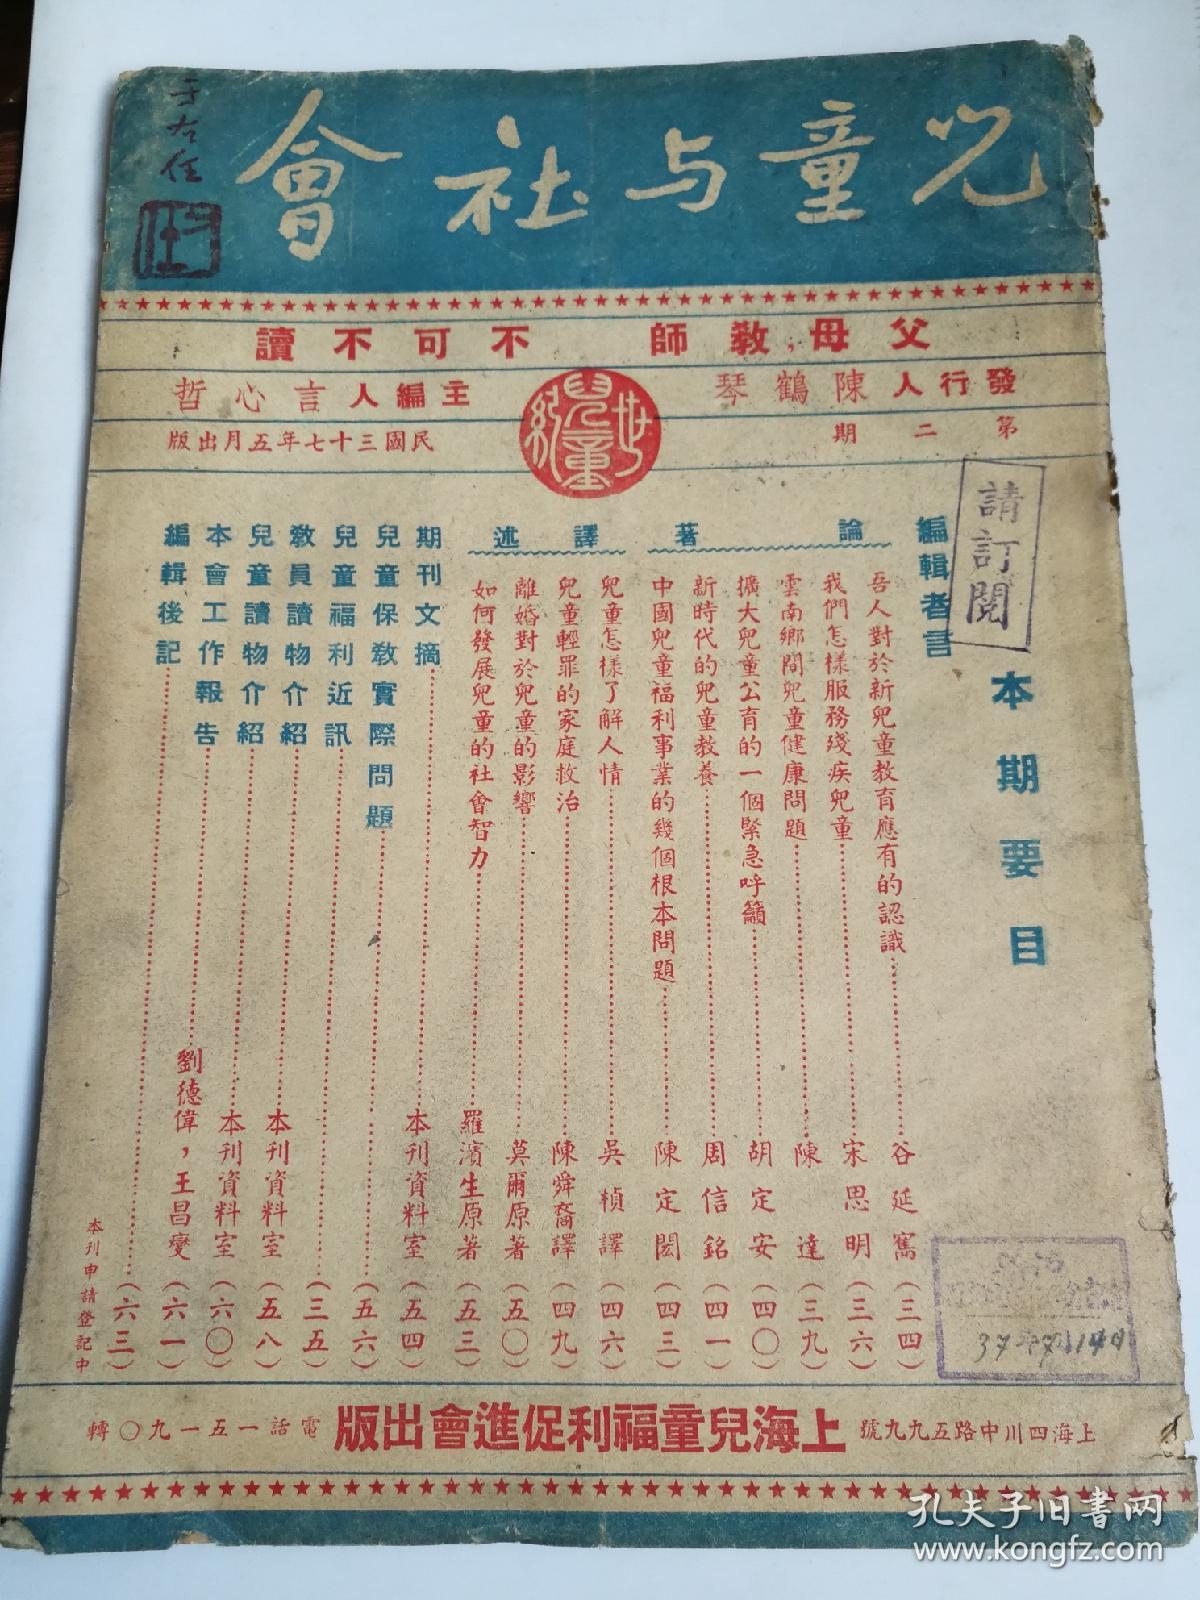 兒童与社會
于右任
父母,教師 不可不讀
發行人陳鶴琴
主編人言心哲
兒童世紀
第二期
民國三十七年五月出版
請訂閱
本期要目
編輯者言
論著
吾人對於新兒童教育應有的認識……谷延寯(三四)
我們怎樣服務殘疾兒童……宋思明(三六)
雲南鄉間兒童健康問題……陳達(三九)
擴大兒童公育的一個緊急呼籲……胡定安(四〇)
新時代的兒童教養……周信銘(四一)
中國兒童福利事業的幾個根本問題……陳定閎(四三)
譯述
兒童怎樣了解人情……吳楨譯(四六)
兒童輕罪的家庭救治……陳舜裔譯(四九)
離婚對於兒童的影響……莫爾原著(五〇)
如何發展兒童的社會智力……羅濱生原著(五三)
期刊文摘……本刊資料室(五四)
兒童保教實際問題……(五六)
兒童福利近訊……(三五)
教員讀物介紹……本刊資料室(五八)
兒童讀物介紹……本刊資料室(六〇)
本會工作報告……劉德偉,王昌燮(六一)
編輯後記……(六三)
本刊申請登記中
上海四川中路五九九號
上海兒童福利促進會出版
電話一五一九〇轉
孔夫子旧書网
www.kongfz.com